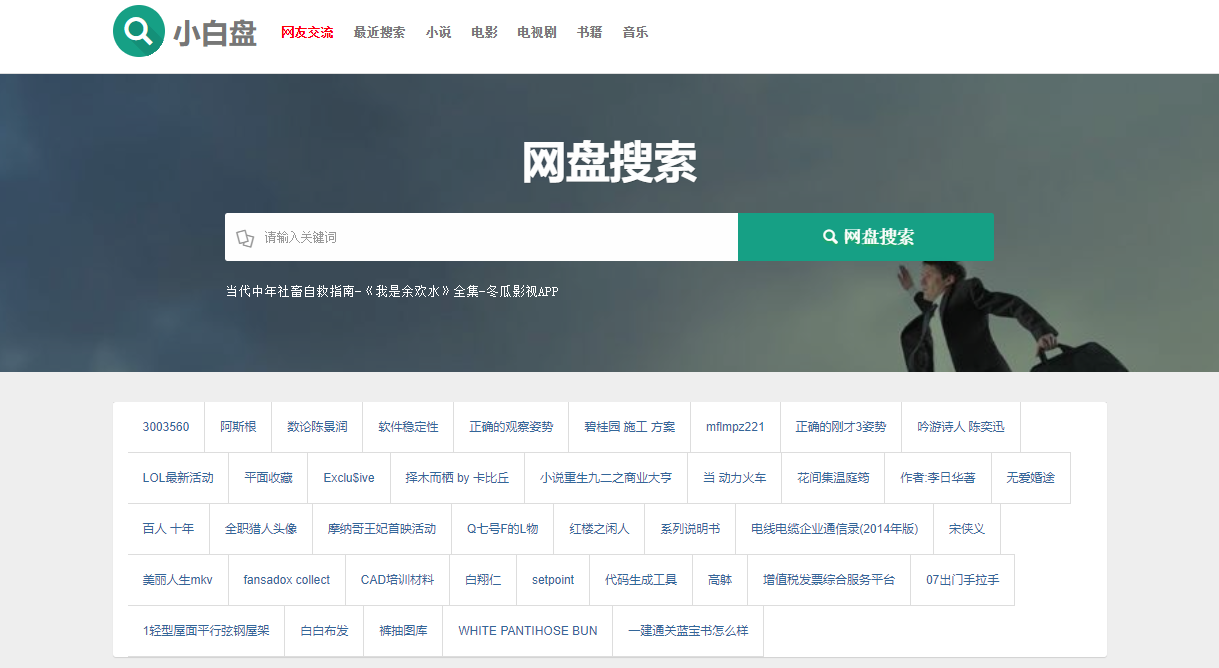 小白盘 网友交流 最近搜索 小说 电影 电视剧 书籍 音乐
网盘搜索
请输入关键词 网盘搜索
当代中年社畜自救指南-《我是余欢水》全集-冬瓜影视APP
3003560 阿斯根 数论陈景润 软件稳定性 正确的观察姿势 碧桂园 施工 方案 mflmpz221 正确的刚才3姿势 吟游诗人 陈奕迅
LOL最新活动 平面收藏 Exclu$ive 择木而栖 by 卡比丘 小说重生九二之商业大亨 当 动力火车 花间集温庭筠 作者:李日华著 无爱婚途
百人 十年 全职猎人头像 摩纳哥王妃首映活动 Q七号F的L物 红楼之闲人 系列说明书 电线电缆企业通信录(2014年版) 宋侠义
美丽人生mkv fansadox collect CAD培训材料 白翔仁 setpoint 代码生成工具 高躰 增值税发票综合服务平台 07出门手拉手
1轻型屋面平行弦钢屋架 白白布发 裤抽图库 WHITE PANTIHOSE BUN 一建通关蓝宝书怎么样